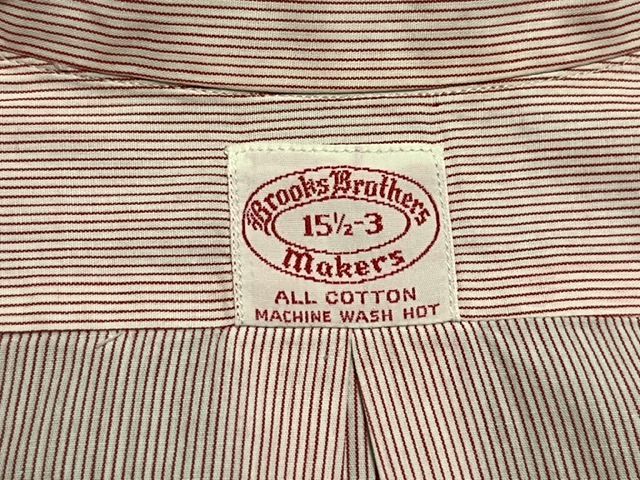 Brooks Brothers
15½-3
Makers
ALL COTTON
MACHINE WASH HOT